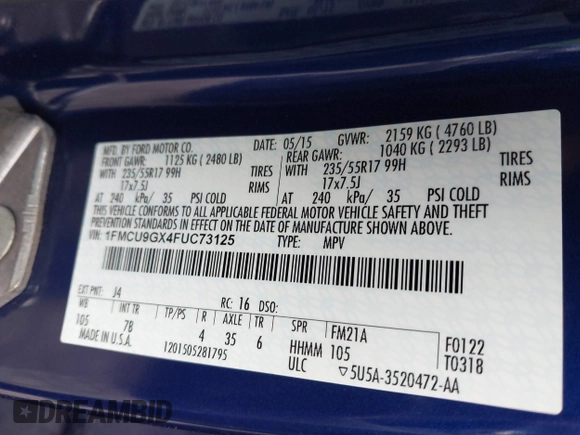 MFD. BY FORD MOTOR CO.
DATE: 05/15 GVWR: 2159 KG ( 4760 LB)
FRONT GAWR: 1125 KG ( 2480 LB) REAR GAWR: 1040 KG ( 2293 LB)
WITH 235/55R17 99H TIRES WITH 235/55R17 99H TIRES
17x7.5J RIMS 17x7.5J RIMS
AT 240 kPa/ 35 PSI COLD AT 240 kPa/ 35 PSI COLD
THIS VEHICLE CONFORMS TO ALL APPLICABLE FEDERAL MOTOR VEHICLE SAFETY AND THEFT
PREVENTION STANDARDS IN EFFECT ON THE DATE OF MANUFACTURE SHOWN ABOVE.
VIN: 1FMCU9GX4FUC73125 TYPE: MPV
EXT PNT: J4 RC: 16 DSO:
WB INT TR TP/PS R AXLE TR SPR FM21A F0122
105 7B 4 35 6 HHMM 105 T0318
MADE IN U.S.A. 1201505281795 ULC ▽5U5A-3520472-AA
DREAMBID